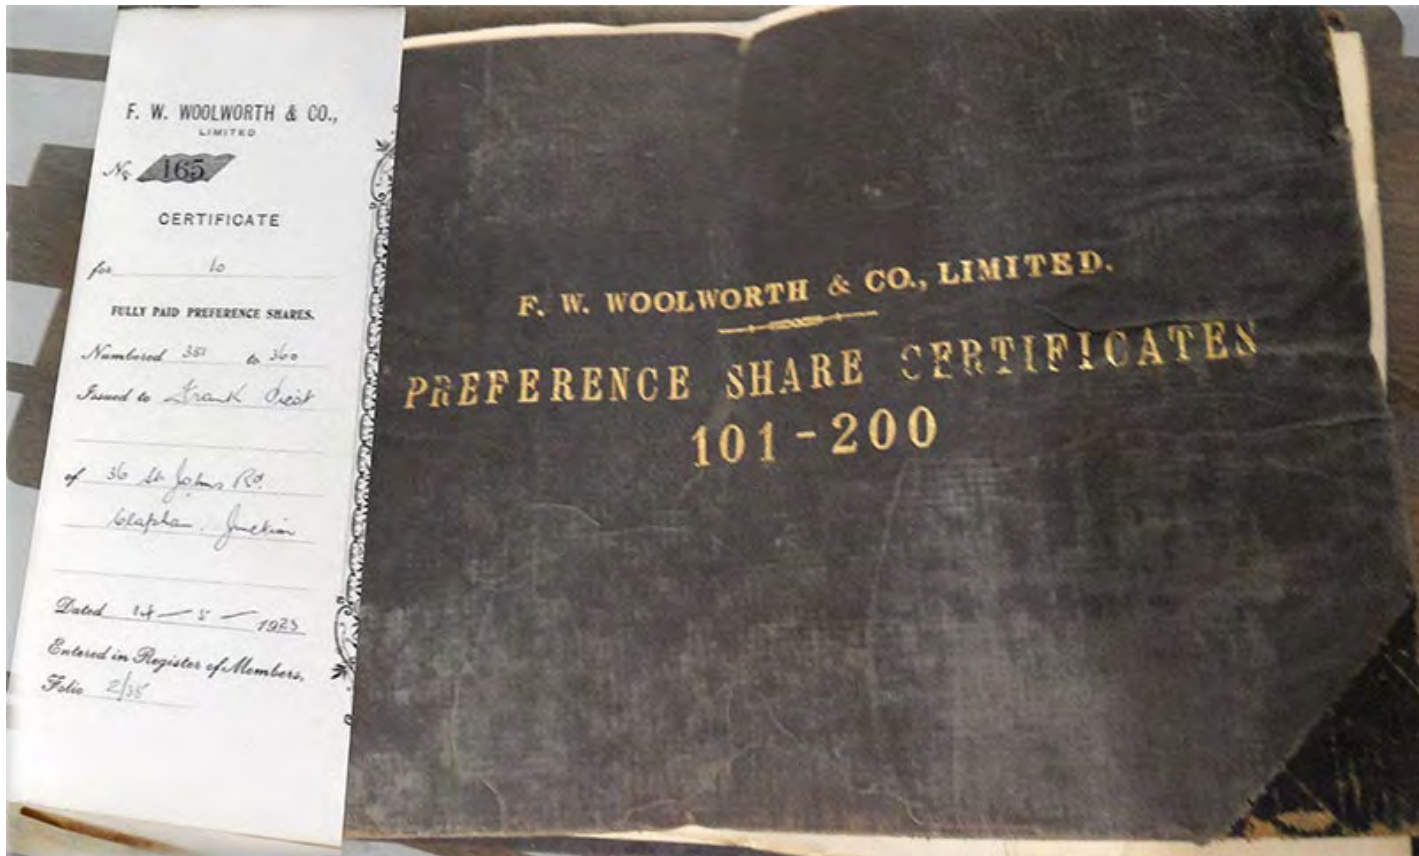 F. W. WOOLWORTH & CO.,
LIMITED
No. 165
CERTIFICATE
for 10
FULLY PAID PREFERENCE SHARES.
Numbered 351 to 360
Issued to Frank
of 36 St Johns Rd.
Clapham. Junction
Dated 14 - 5 - 1923
Entered in Register of Members,
Folio 2/35
F. W. WOOLWORTH & CO., LIMITED.
PREFERENCE SHARE CERTIFICATES
101-200